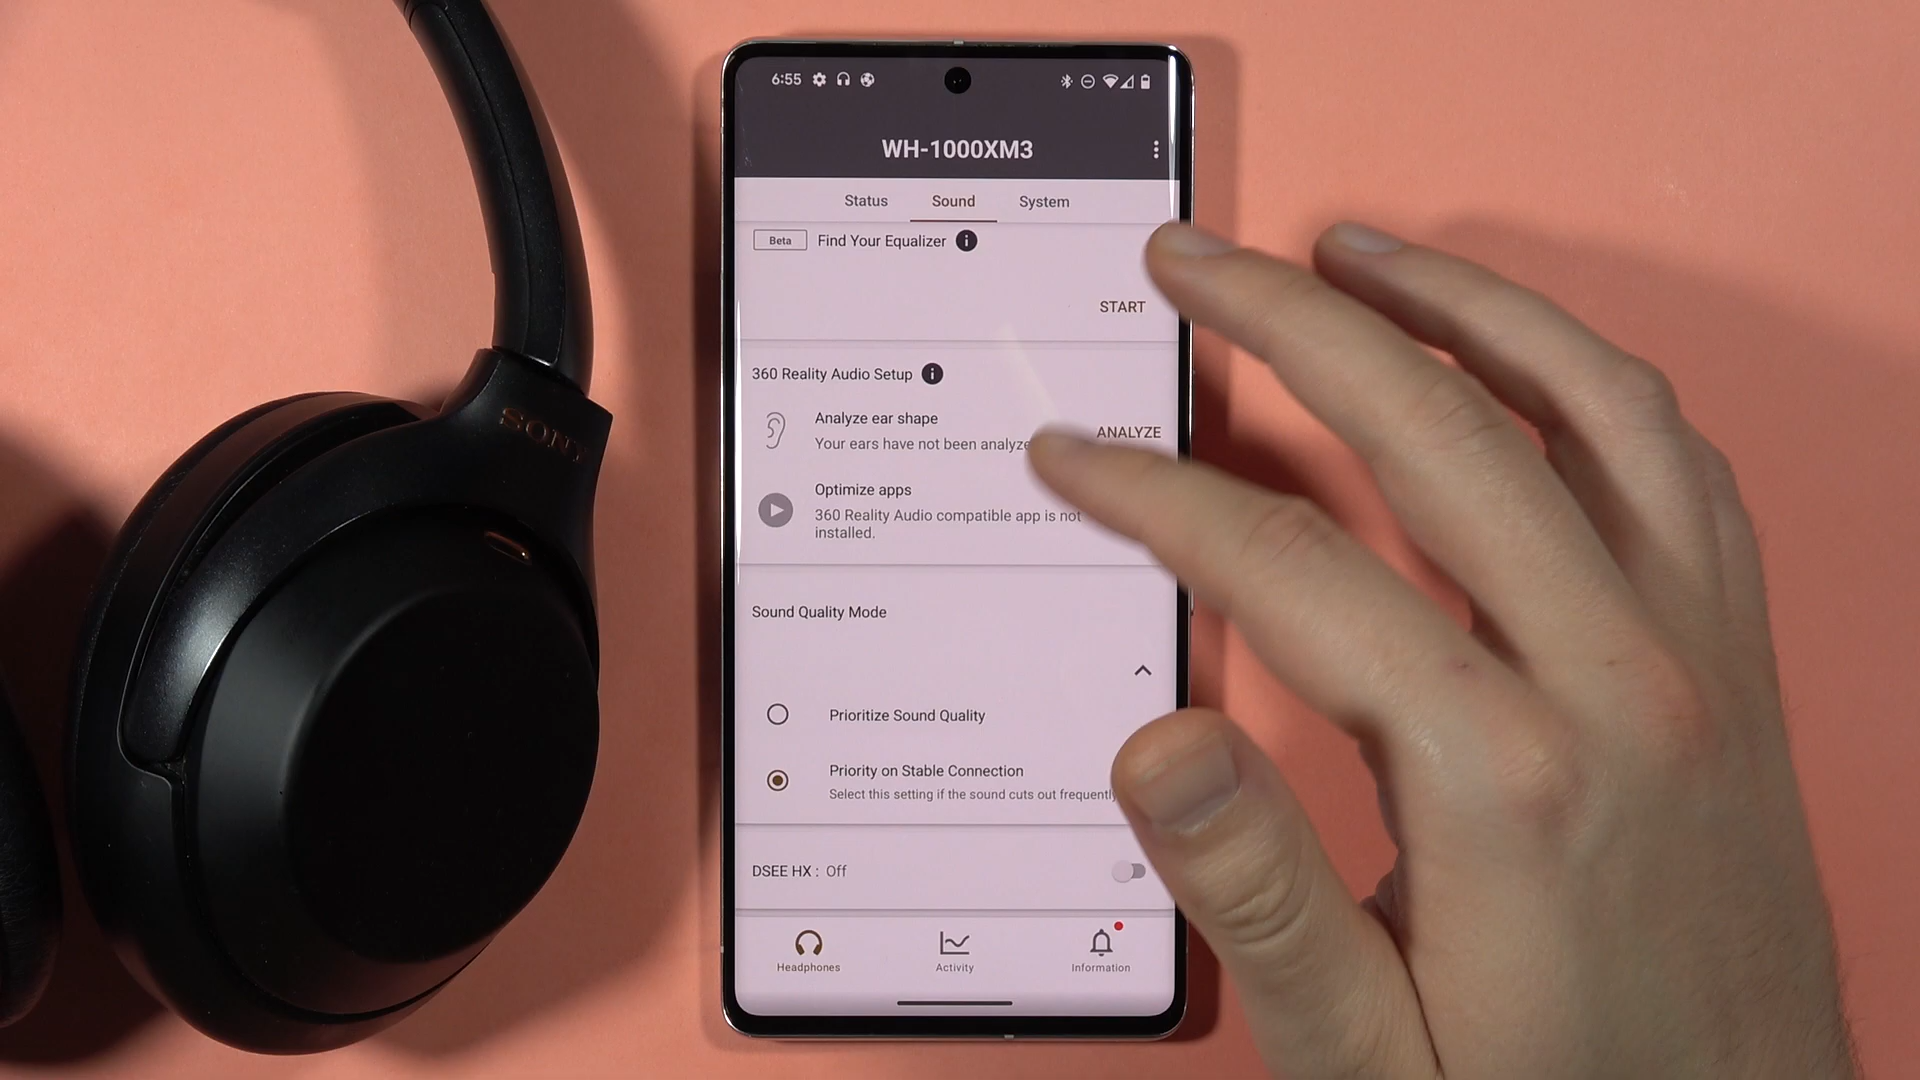 SONY
6:55
WH-1000XM3
Status Sound System
Beta Find Your Equalizer
START
360 Reality Audio Setup
Analyze ear shape
Your ears have not been analyze
ANALYZE
Optimize apps
360 Reality Audio compatible app is not
installed.
Sound Quality Mode
Prioritize Sound Quality
Priority on Stable Connection
Select this setting if the sound cuts out frequently
DSEE HX : Off
Headphones Activity Information